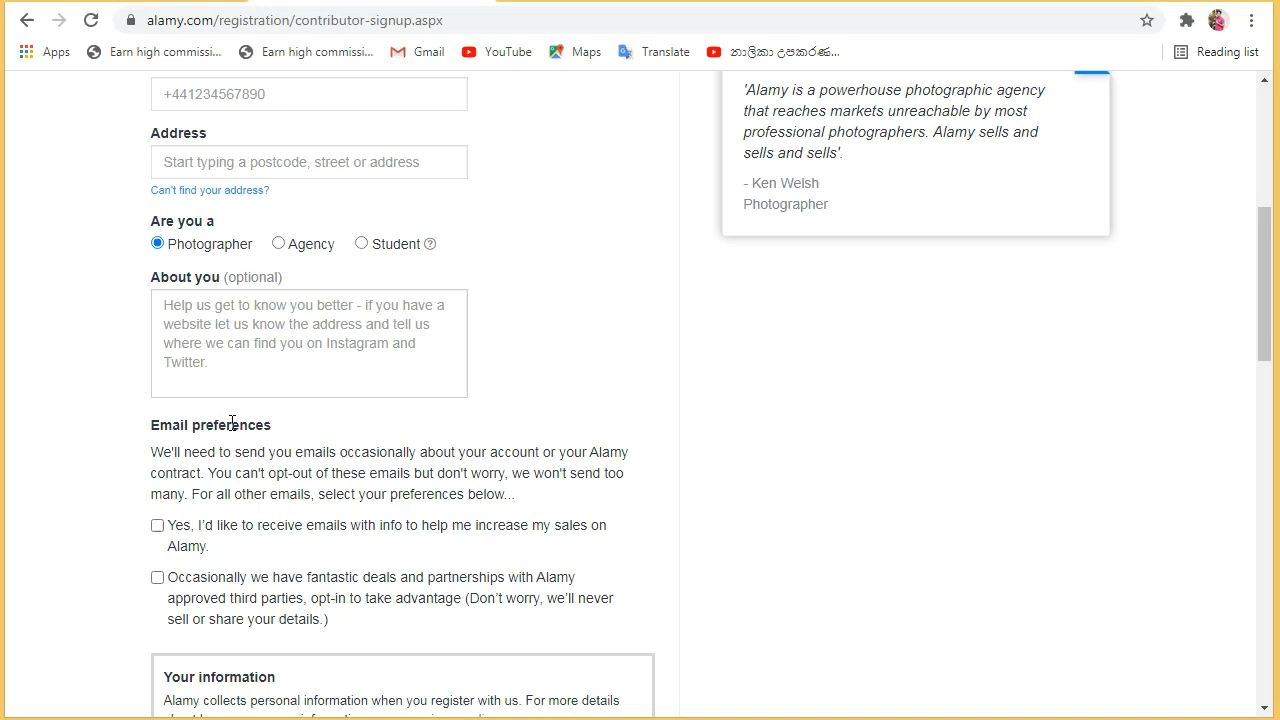 alamy.com/registration/contributor-signup.aspx
Apps
Earn high commissi...
Earn high commissi...
Gmail
YouTube
Maps
Translate
නාලිකා උපකරණ...
Reading list
+441234567890
Address
Start typing a postcode, street or address
Can't find your address?
Are you a
Photographer
Agency
Student ?
About you (optional)
Help us get to know you better - if you have a
website let us know the address and tell us
where we can find you on Instagram and
Twitter.
Email preferences
We'll need to send you emails occasionally about your account or your Alamy
contract. You can't opt-out of these emails but don't worry, we won't send too
many. For all other emails, select your preferences below...
Yes, I'd like to receive emails with info to help me increase my sales on
Alamy.
Occasionally we have fantastic deals and partnerships with Alamy
approved third parties, opt-in to take advantage (Don't worry, we'll never
sell or share your details.)
Your information
Alamy collects personal information when you register with us. For more details
'Alamy is a powerhouse photographic agency
that reaches markets unreachable by most
professional photographers. Alamy sells and
sells and sells'.
- Ken Welsh
Photographer